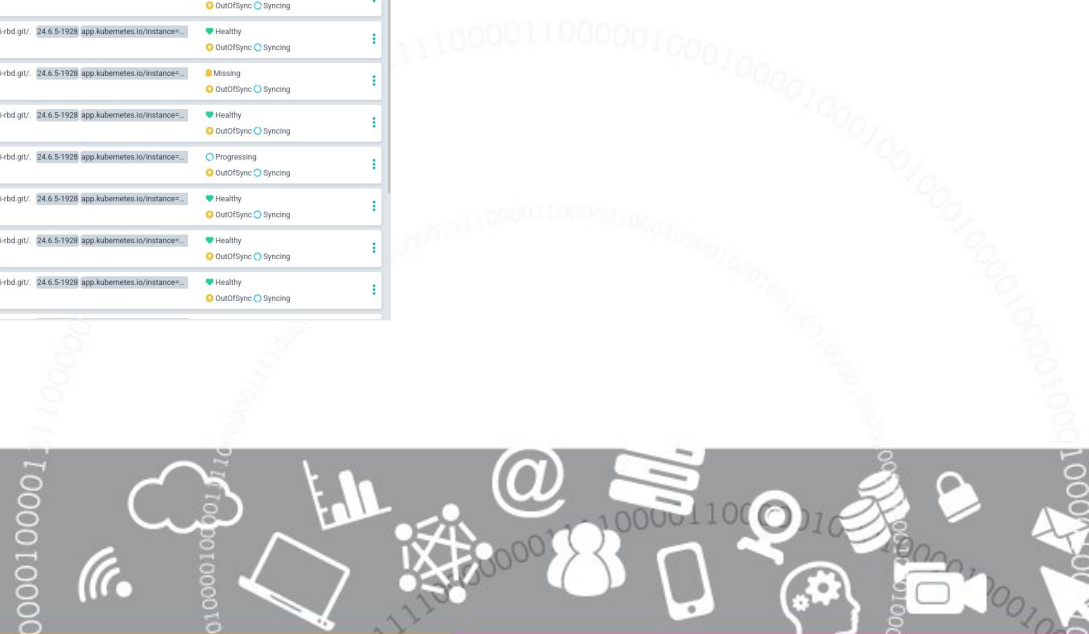 OutOfSync Syncing
i-rbd.git/. 24.6.5-1928 app.kubernetes.io/instance=... Healthy
OutOfSync Syncing
i-rbd.git/. 24.6.5-1928 app.kubernetes.io/instance=... Missing
OutOfSync Syncing
i-rbd.git/. 24.6.5-1928 app.kubernetes.io/instance=... Healthy
OutOfSync Syncing
i-rbd.git/. 24.6.5-1928 app.kubernetes.io/instance=... Progressing
OutOfSync Syncing
i-rbd.git/. 24.6.5-1928 app.kubernetes.io/instance=... Healthy
OutOfSync Syncing
i-rbd.git/. 24.6.5-1928 app.kubernetes.io/instance=... Healthy
OutOfSync Syncing
i-rbd.git/. 24.6.5-1928 app.kubernetes.io/instance=... Healthy
OutOfSync Syncing
@